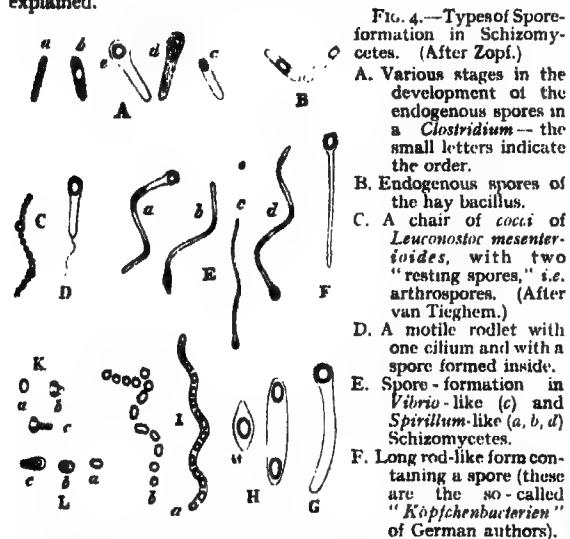 explained.
FIG. 4.—Types of Spore-
formation in Schizomy-
cetes. (After Zopf.)
A. Various stages in the
development of the
endogenous spores in
a Clostridium — the
small letters indicate
the order.
B. Endogenous spores of
the hay bacillus.
C. A chair of cocci of
Leuconostoc mesenter-
ioides, with two
"resting spores," i.e.
arthrospores. (After
van Tieghem.)
D. A motile rodlet with
one cilium and with a
spore formed inside.
E. Spore-formation in
Vibrio-like (c) and
Spirillum-like (a, b, d)
Schizomycetes.
F. Long rod-like form con-
taining a spore (these
are the so-called
"Köpfchenbacterien"
of German authors).
a b e d c
A B
C D a b c d E F
K a b c
c b a L
b I a H G